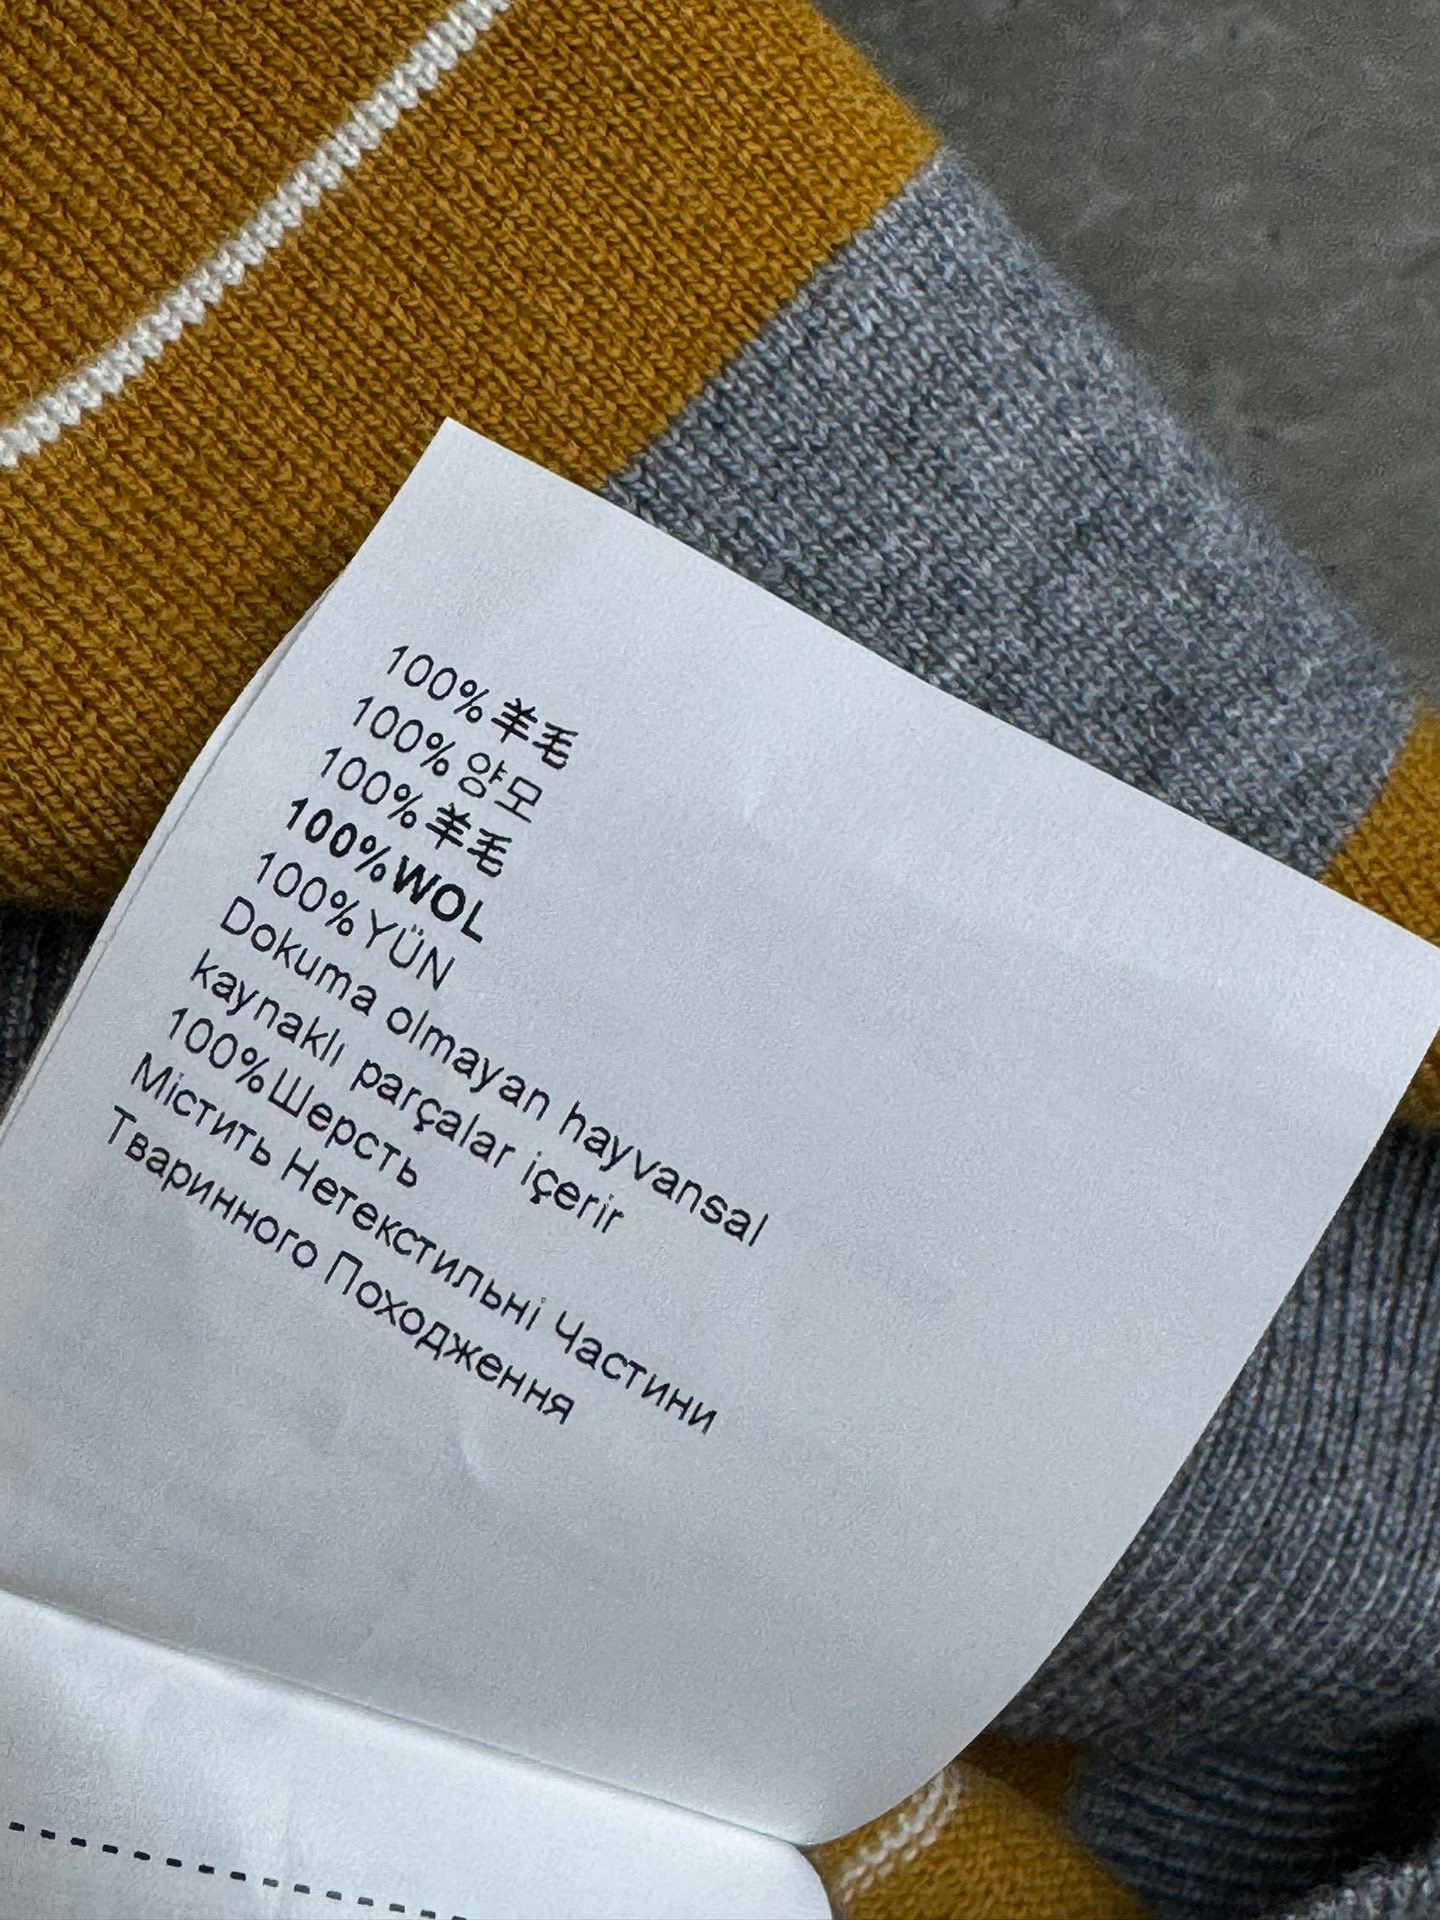 100%羊毛
100%양모
100%羊毛
100%WOL
100%YÜN
Dokuma olmayan hayvansal
kaynaklı parçalar içerir
100%Шерсть
Містить Нетекстильні Частини
Тваринного Походження